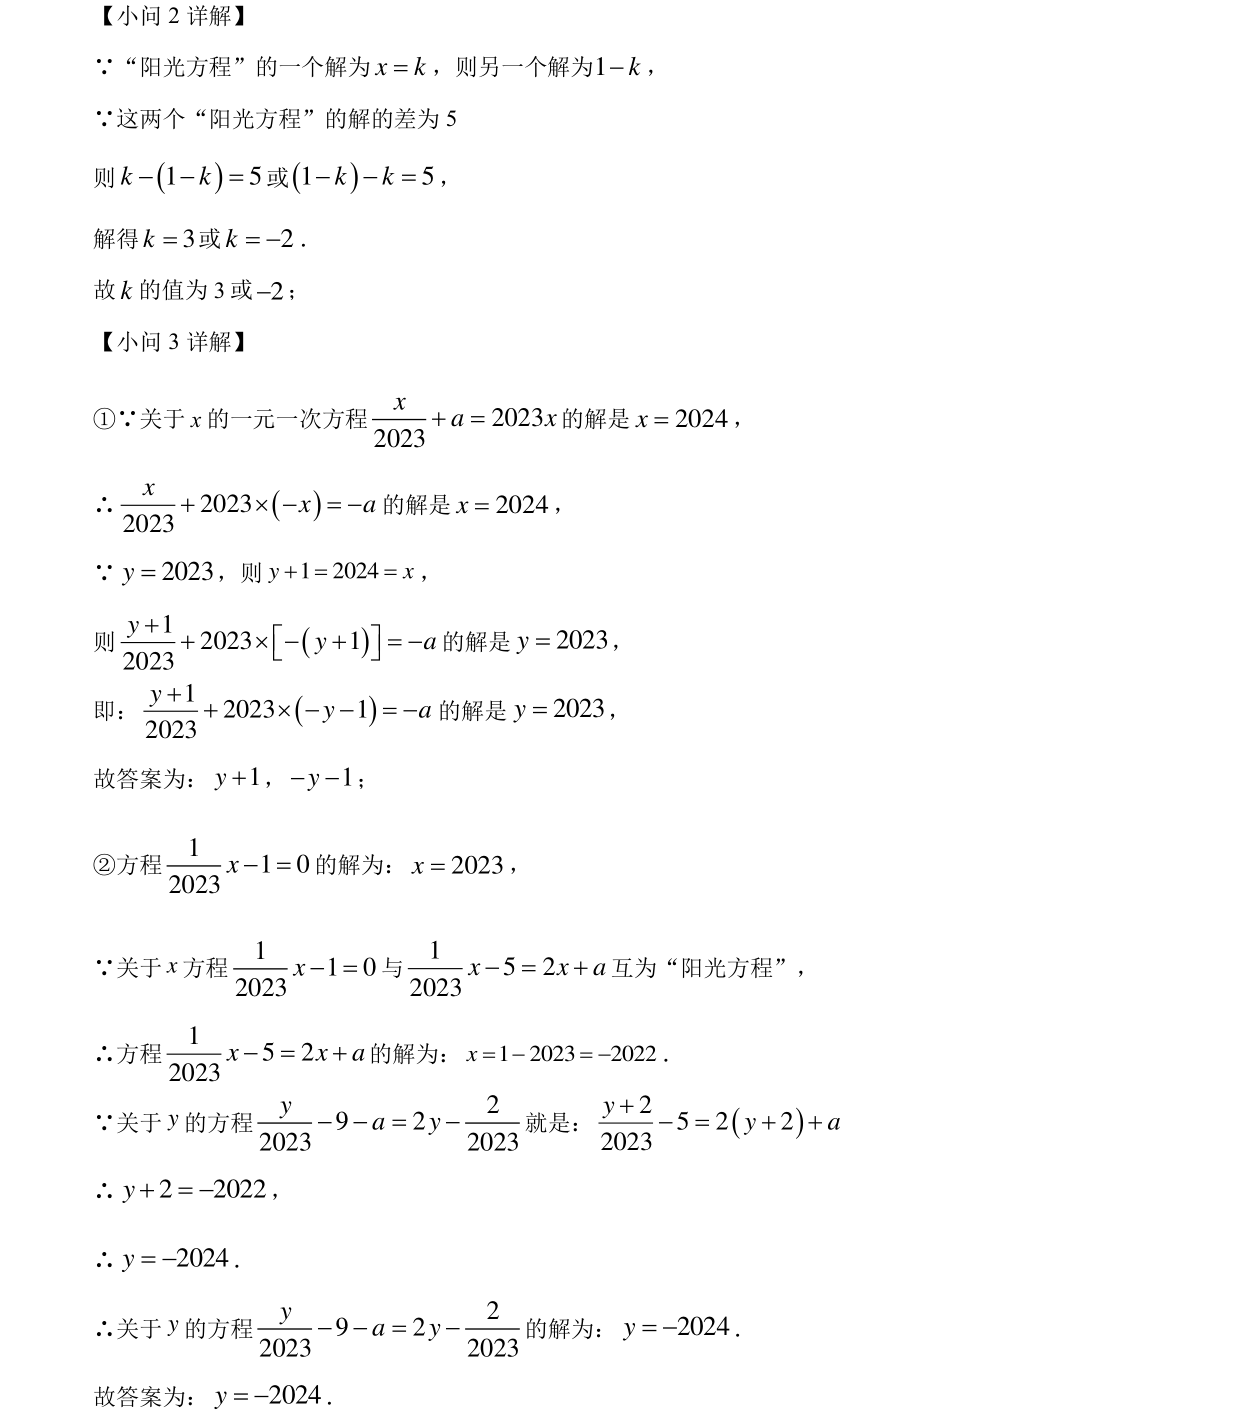 【小问 2 详解】
∵“阳光方程”的一个解为 x = k，则另一个解为1−k，
∵这两个“阳光方程”的解的差为 5
则 k −(1−k) = 5 或(1−k)−k = 5，
解得 k = 3 或 k = −2．
故 k 的值为 3 或 −2；
【小问 3 详解】
①∵关于 x 的一元一次方程 x/2023 + a = 2023x 的解是 x = 2024，
∴ x/2023 + 2023×(−x) = −a 的解是 x = 2024，
∵ y = 2023，则 y+1 = 2024 = x，
则 (y+1)/2023 + 2023×[−(y+1)] = −a 的解是 y = 2023，
即： (y+1)/2023 + 2023×(−y−1) = −a 的解是 y = 2023，
故答案为： y+1，−y−1；
②方程 1/2023 x−1 = 0 的解为： x = 2023，
∵关于 x 方程 1/2023 x−1 = 0 与 1/2023 x−5 = 2x+a 互为“阳光方程”，
∴方程 1/2023 x−5 = 2x+a 的解为： x = 1−2023 = −2022．
∵关于 y 的方程 y/2023 −9−a = 2y− 2/2023 就是： (y+2)/2023 −5 = 2(y+2)+a
∴ y+2 = −2022，
∴ y = −2024．
∴关于 y 的方程 y/2023 −9−a = 2y− 2/2023 的解为： y = −2024．
故答案为： y = −2024．